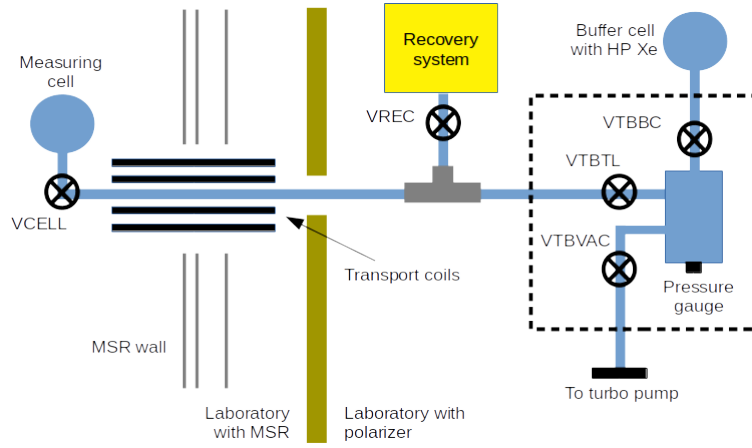 Measuring
cell
VCELL
MSR wall
Laboratory
with MSR
Laboratory with
polarizer
Transport coils
Recovery
system
VREC
Buffer cell
with HP Xe
VTBBC
VTBTL
VTBVAC
Pressure
gauge
To turbo pump